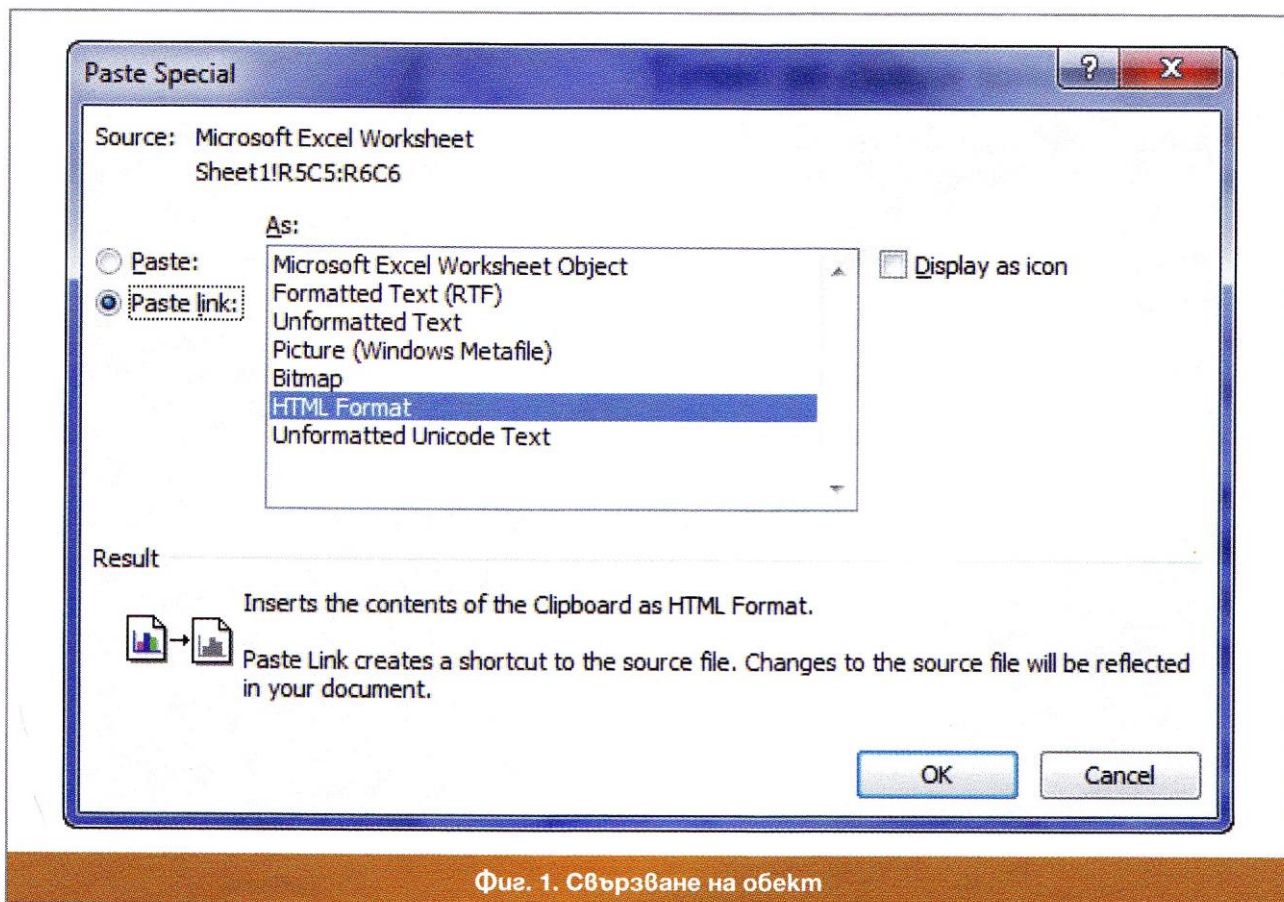 Paste Special
Source: Microsoft Excel Worksheet
Sheet1!R5C5:R6C6
As:
Paste:
Paste link:
Microsoft Excel Worksheet Object
Formatted Text (RTF)
Unformatted Text
Picture (Windows Metafile)
Bitmap
HTML Format
Unformatted Unicode Text
Display as icon
Result
Inserts the contents of the Clipboard as HTML Format.
Paste Link creates a shortcut to the source file. Changes to the source file will be reflected
in your document.
OK
Cancel
Фиг. 1. Свързване на обект